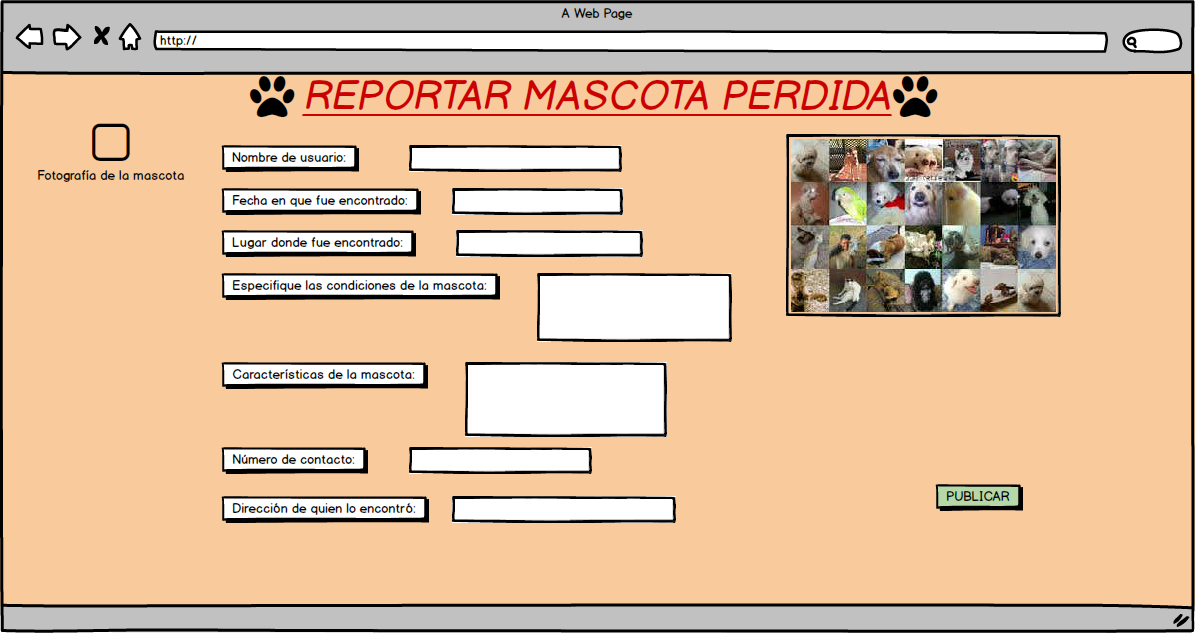 A Web Page
http://
REPORTAR MASCOTA PERDIDA
Fotografía de la mascota
Nombre de usuario:
Fecha en que fue encontrado:
Lugar donde fue encontrado:
Especifique las condiciones de la mascota:
Características de la mascota:
Número de contacto:
Dirección de quien lo encontró:
PUBLICAR